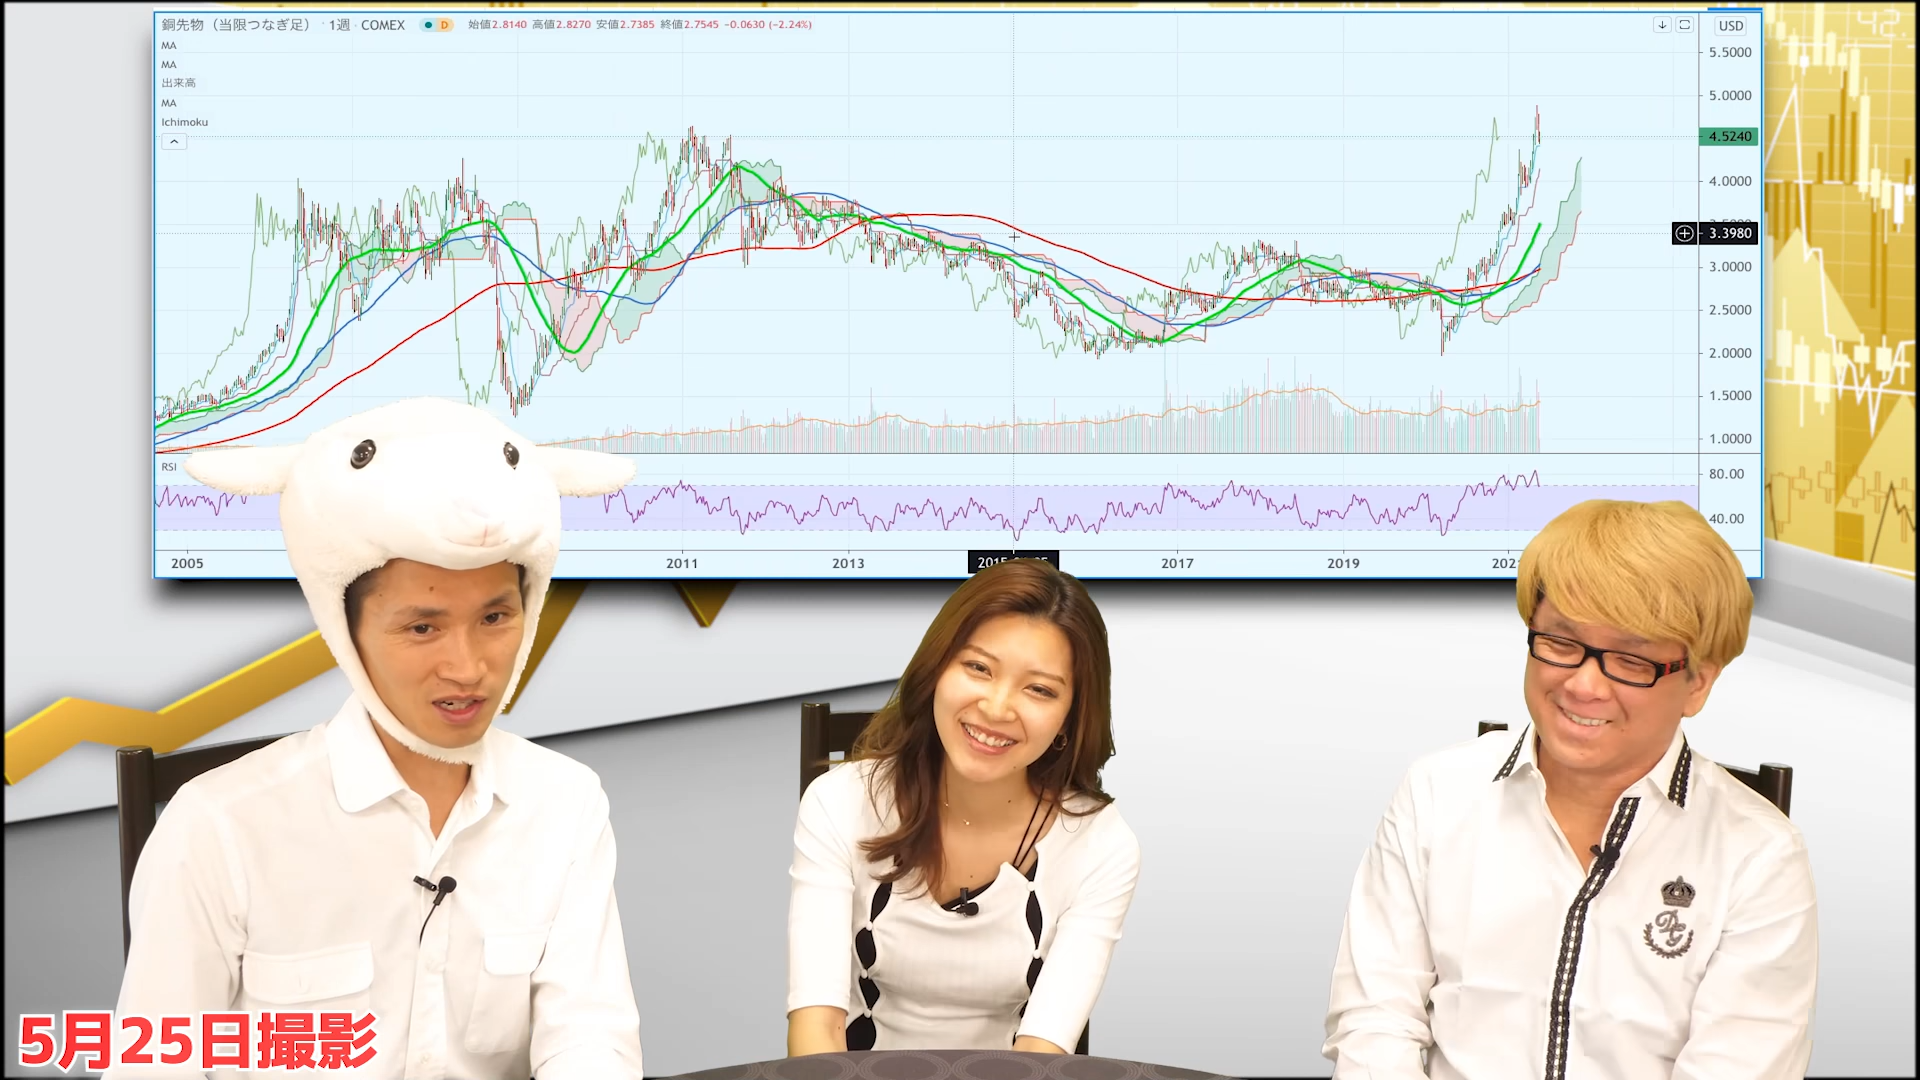 銅先物（当限つなぎ足） · 1週 · COMEX D 始値2.8140 高値2.8270 安値2.7385 終値2.7545 −0.0630 (−2.24%)
USD
MA
MA
出来高
MA
Ichimoku
5.5000
5.0000
4.5240
4.0000
3.3980
3.0000
2.5000
2.0000
1.5000
1.0000
RSI
80.00
40.00
2005 2011 2013 2017 2019
5月25日撮影